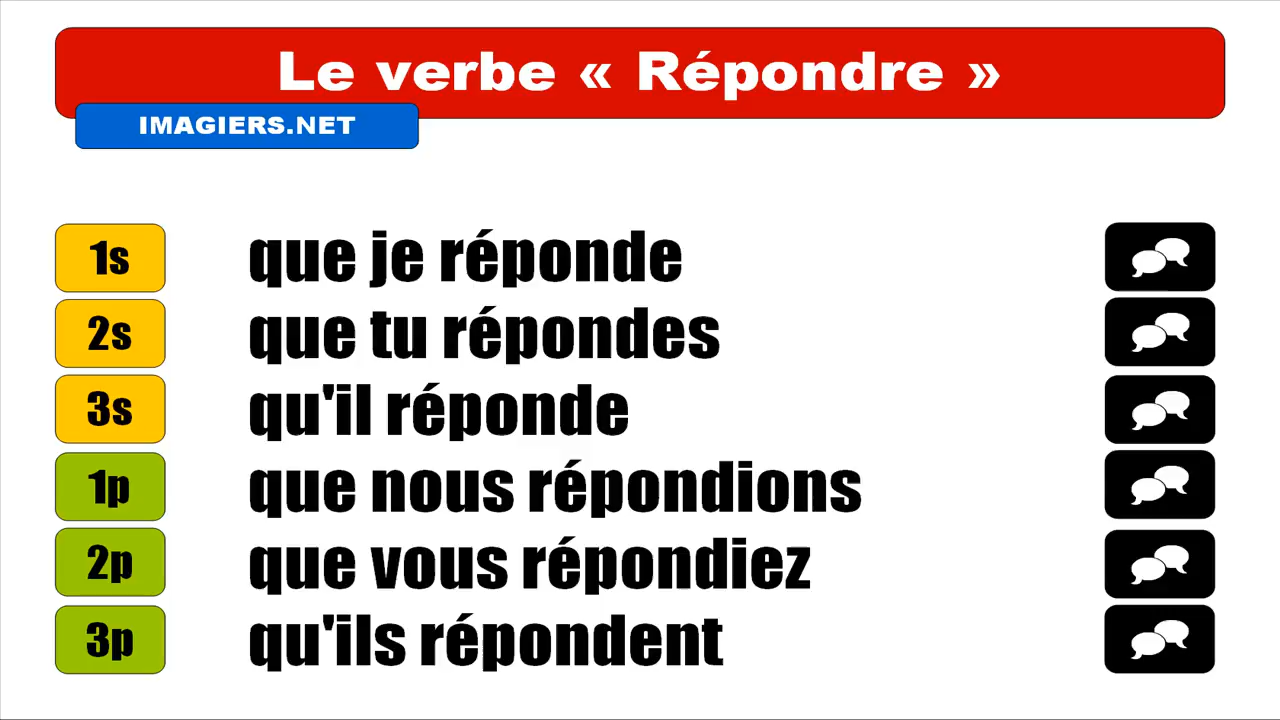 Le verbe « Répondre »
IMAGIERS.NET
1s que je réponde
2s que tu répondes
3s qu'il réponde
1p que nous répondions
2p que vous répondiez
3p qu'ils répondent